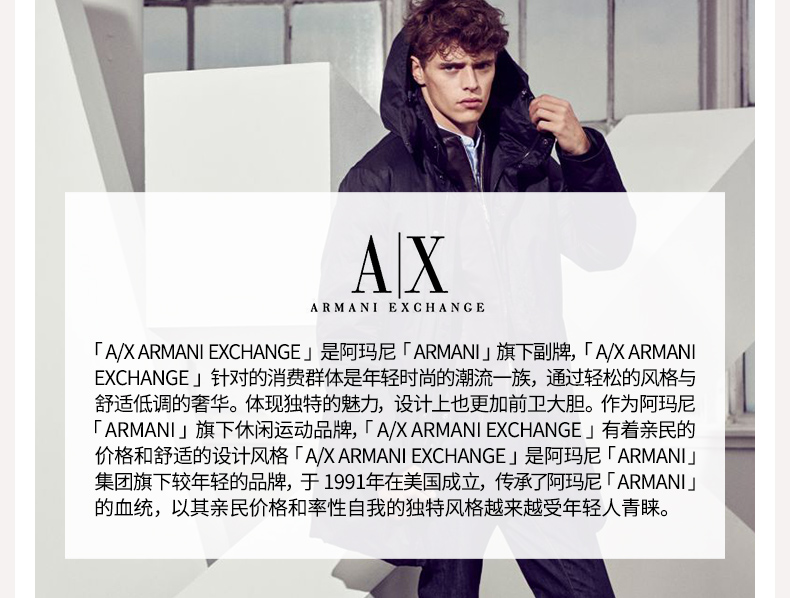 A|X
ARMANI EXCHANGE
「A/X ARMANI EXCHANGE」是阿玛尼「ARMANI」旗下副牌，「A/X ARMANI
EXCHANGE」针对的消费群体是年轻时尚的潮流一族，通过轻松的风格与
舒适低调的奢华。体现独特的魅力，设计上也更加前卫大胆。作为阿玛尼
「ARMANI」旗下休闲运动品牌，「A/X ARMANI EXCHANGE」有着亲民的
价格和舒适的设计风格「A/X ARMANI EXCHANGE」是阿玛尼「ARMANI」
集团旗下较年轻的品牌，于1991年在美国成立，传承了阿玛尼「ARMANI」
的血统，以其亲民价格和率性自我的独特风格越来越受年轻人青睐。